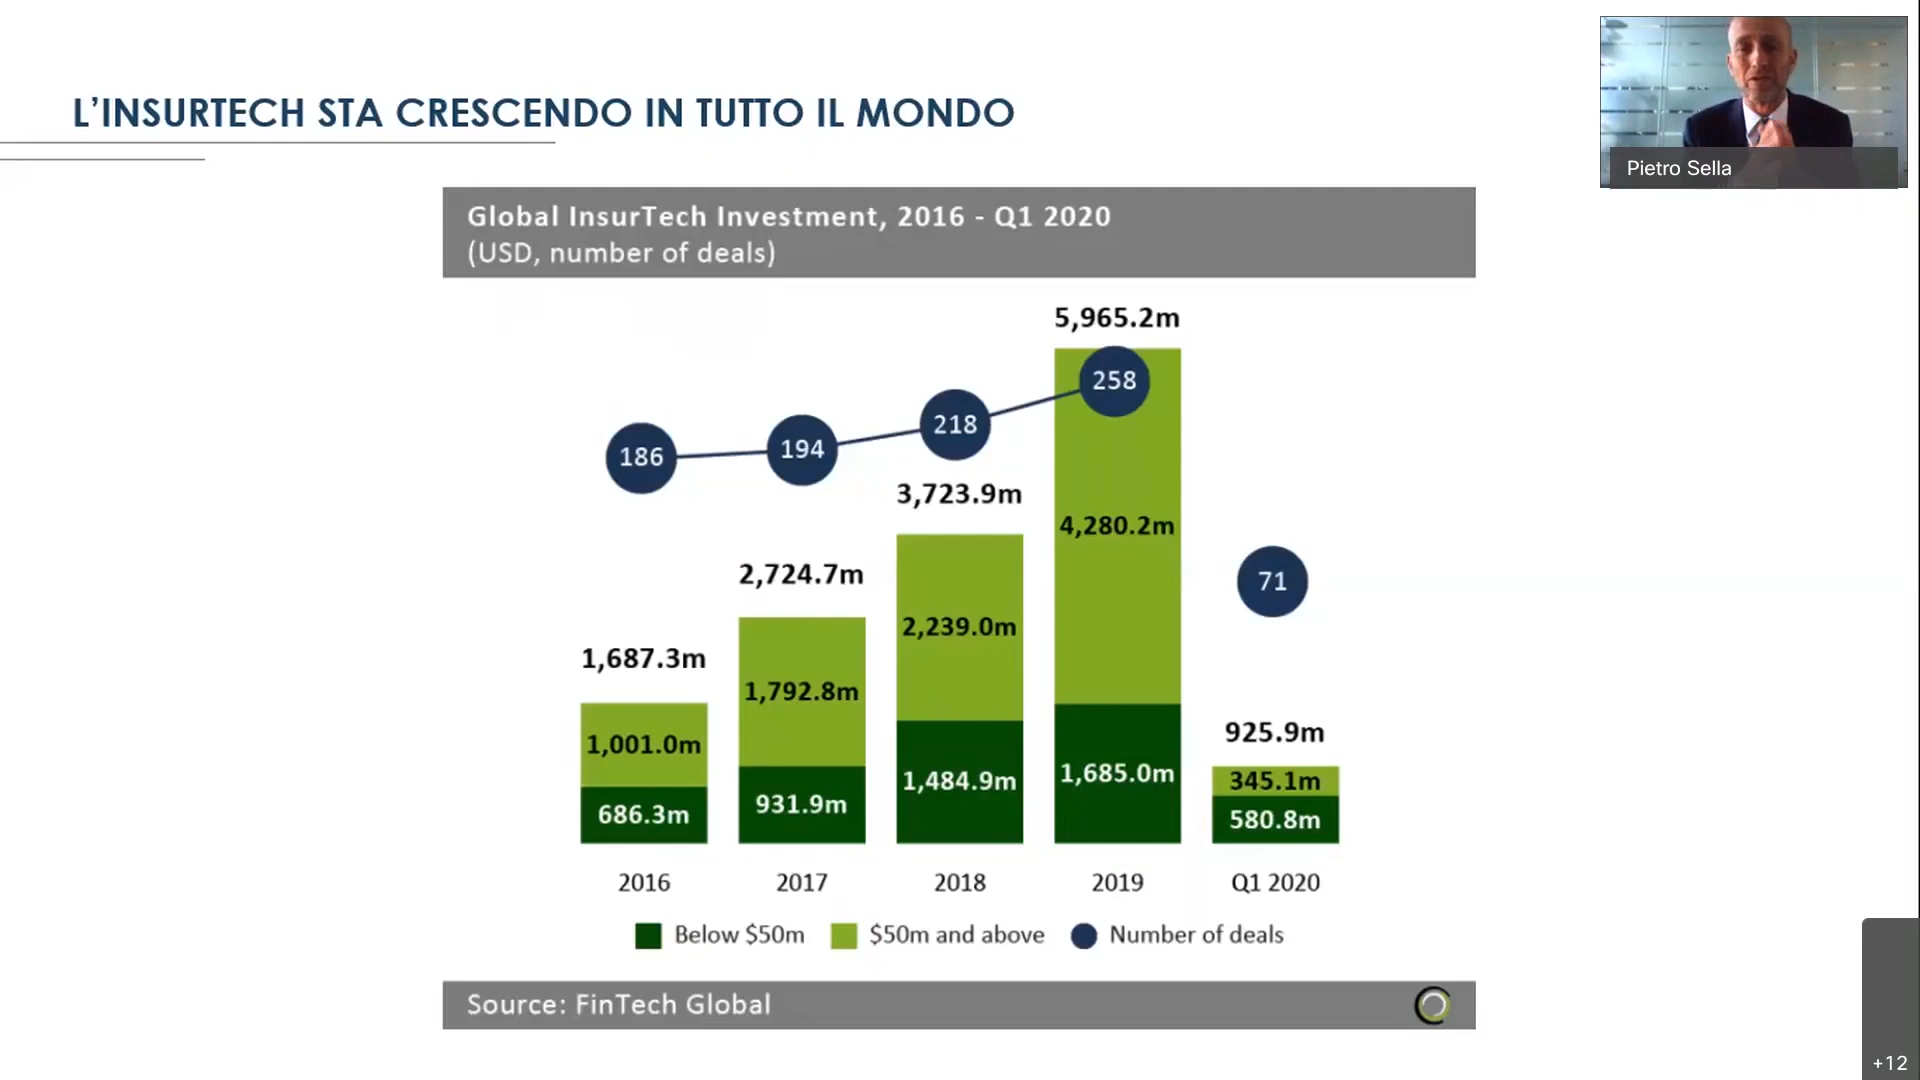 L'INSURTECH STA CRESCENDO IN TUTTO IL MONDO
Pietro Sella
Global InsurTech Investment, 2016 - Q1 2020
(USD, number of deals)
5,965.2m
258
218
194
186
3,723.9m
4,280.2m
2,724.7m
71
2,239.0m
1,687.3m
1,792.8m
925.9m
1,001.0m
1,484.9m
1,685.0m
345.1m
686.3m
931.9m
580.8m
2016 2017 2018 2019 Q1 2020
Below $50m $50m and above Number of deals
Source: FinTech Global
+12